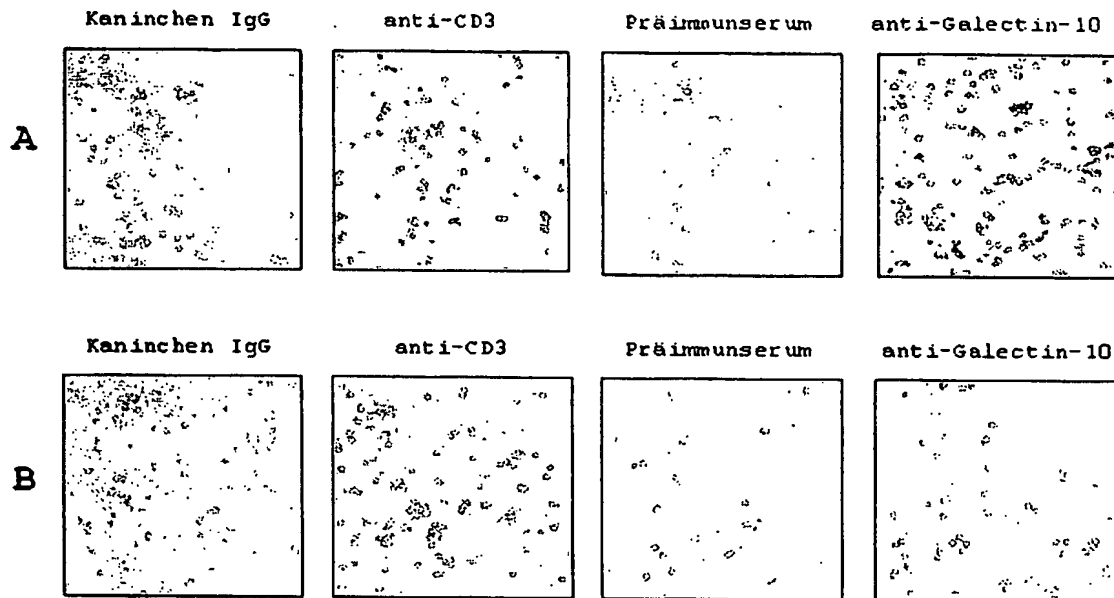 Kaninchen IgG anti-CD3 Präimmunserum anti-Galectin-10
A
Kaninchen IgG anti-CD3 Präimmunserum anti-Galectin-10
B